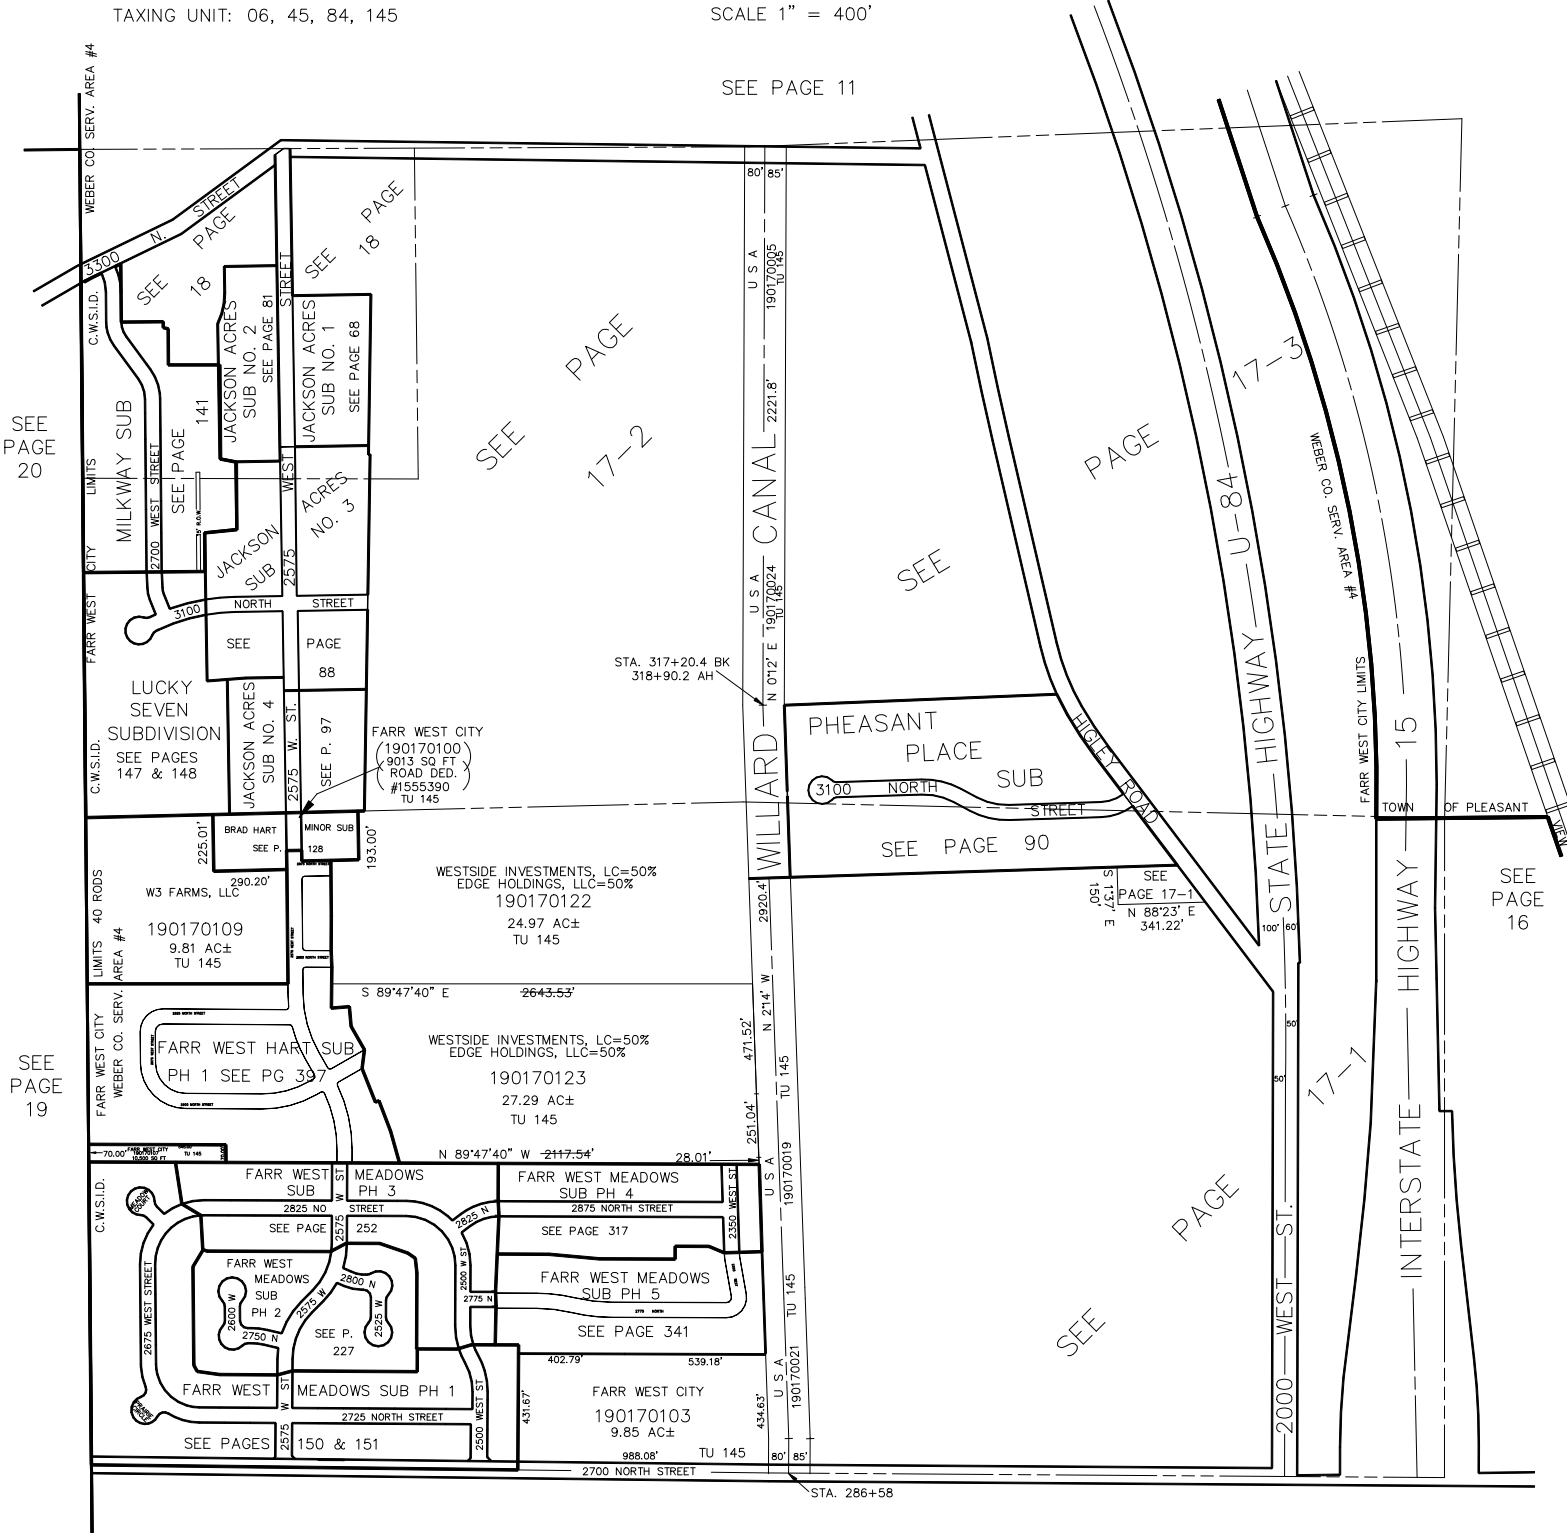 TAXING UNIT: 06, 45, 84, 145
SCALE 1" = 400'
SEE PAGE 11
WEBER CO. SERV. AREA #4
3300 N. STREET
SEE PAGE
18
SEE PAGE
18
C.W.S.I.D.
FARR WEST CITY LIMITS
SEE
PAGE
20
MILKWAY SUB
2700 WEST STREET
SEE PAGE
141
15' R.O.W.
JACKSON ACRES
SUB NO. 2
SEE PAGE 81
2575 WEST STREET
JACKSON ACRES
SUB NO. 1
SEE PAGE 68
JACKSON ACRES
SUB NO. 3
3100 NORTH STREET
SEE PAGE
88
LUCKY
SEVEN
SUBDIVISION
SEE PAGES
147 & 148
C.W.S.I.D.
JACKSON ACRES
SUB NO. 4
2575 W. ST.
SEE P. 97
FARR WEST CITY
190170100
9013 SQ FT
ROAD DED.
#1555390
TU 145
SEE PAGE
17-2
80' 85'
USA
190170005
TU 145
2221.8'
WILLARD CANAL
USA
190170024
TU 145
N 0°12' E
STA. 317+20.4 BK
318+90.2 AH
SEE PAGE
17-3
STATE HIGHWAY U-84
WEBER CO. SERV. AREA #4
FARR WEST CITY LIMITS
INTERSTATE HIGHWAY 15
TOWN OF PLEASANT
VIEW
HIGLEY ROAD
PHEASANT
PLACE
SUB
3100 NORTH STREET
SEE PAGE 90
SEE
PAGE 17-1
N 88°23' E
341.22'
S 1°37' E
150'
SEE
PAGE
16
100' 60'
50'
50'
225.01'
BRAD HART
SEE P.
MINOR SUB
128
193.00'
290.20'
W3 FARMS, LLC
190170109
9.81 AC±
TU 145
LIMITS 40 RODS
FARR WEST CITY
WEBER CO. SERV. AREA #4
WESTSIDE INVESTMENTS, LC=50%
EDGE HOLDINGS, LLC=50%
190170122
24.97 AC±
TU 145
2920.4'
N 2°14' W
S 89°47'40" E 2643.53'
WESTSIDE INVESTMENTS, LC=50%
EDGE HOLDINGS, LLC=50%
190170123
27.29 AC±
TU 145
471.52'
251.04'
TU 145
N 89°47'40" W 2117.54'
28.01'
SEE
PAGE
19
FARR WEST HART SUB
PH 1 SEE PG 397
70.00'
FARR WEST CITY
190170107
10,500 SQ FT
TU 145
C.W.S.I.D.
FARR WEST MEADOWS
SUB PH 3
2825 NO STREET
2575 W ST
SEE PAGE 252
MEADOW
COURT
2675 WEST STREET
FARR WEST
MEADOWS
SUB
PH 2
2600 W
2750 N
2575 W
2800 N
2525 W
SEE P.
227
2825 N
2500 W ST
2775 N
FARR WEST MEADOWS
SUB PH 4
2875 NORTH STREET
SEE PAGE 317
2350 WEST ST
FARR WEST MEADOWS
SUB PH 5
2775 NORTH
SEE PAGE 341
USA
190170019
TU 145
402.79'
539.18'
FARR WEST MEADOWS SUB PH 1
PRAIRIE
CIRCLE
2725 NORTH STREET
2575 W ST
2500 WEST ST
SEE PAGES 150 & 151
431.67'
FARR WEST CITY
190170103
9.85 AC±
TU 145
434.63'
988.08'
USA
190170021
80' 85'
2700 NORTH STREET
STA. 286+58
SEE PAGE
17-1
2000 WEST ST.